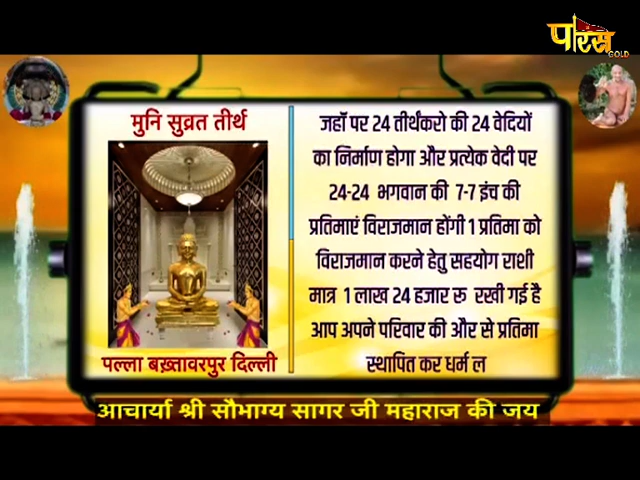 पारस
GOLD
मुनि सुव्रत तीर्थ
पल्ला बख़्तावरपुर दिल्ली
जहाँ पर 24 तीर्थंकरो की 24 वेदियों
का निर्माण होगा और प्रत्येक वेदी पर
24-24 भगवान की 7-7 इंच की
प्रतिमाएं विराजमान होंगी 1 प्रतिमा को
विराजमान करने हेतु सहयोग राशी
मात्र 1 लाख 24 हजार रू रखी गई है
आप अपने परिवार की और से प्रतिमा
स्थापित कर धर्म ल
आचार्या श्री सौभाग्य सागर जी महाराज की जय